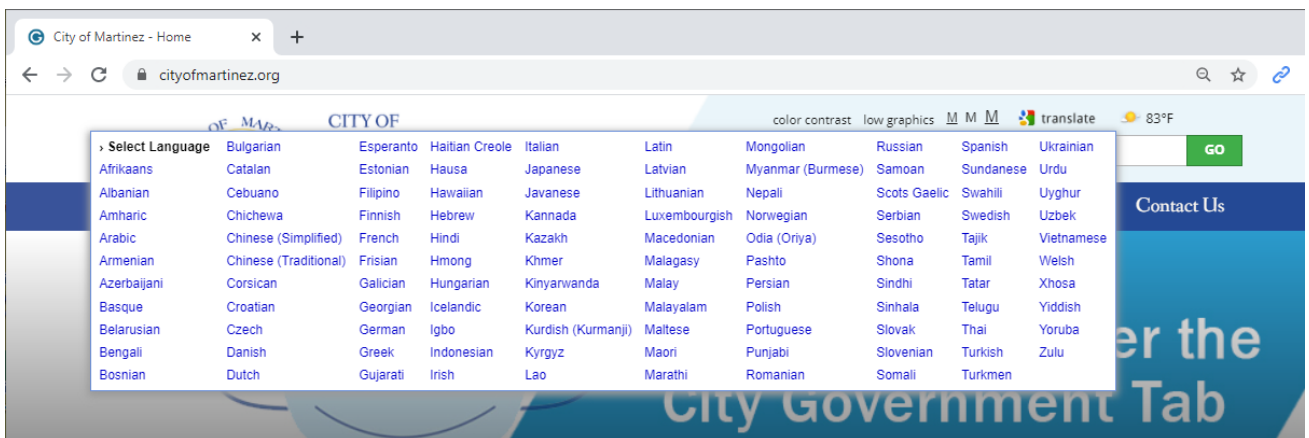 City of Martinez - Home
cityofmartinez.org
OF MAR
CITY OF
color contrast low graphics M M M translate 83°F
GO
› Select Language Bulgarian Esperanto Haitian Creole Italian Latin Mongolian Russian Spanish Ukrainian
Afrikaans Catalan Estonian Hausa Japanese Latvian Myanmar (Burmese) Samoan Sundanese Urdu
Albanian Cebuano Filipino Hawaiian Javanese Lithuanian Nepali Scots Gaelic Swahili Uyghur
Amharic Chichewa Finnish Hebrew Kannada Luxembourgish Norwegian Serbian Swedish Uzbek
Contact Us
Arabic Chinese (Simplified) French Hindi Kazakh Macedonian Odia (Oriya) Sesotho Tajik Vietnamese
Armenian Chinese (Traditional) Frisian Hmong Khmer Malagasy Pashto Shona Tamil Welsh
Azerbaijani Corsican Galician Hungarian Kinyarwanda Malay Persian Sindhi Tatar Xhosa
Basque Croatian Georgian Icelandic Korean Malayalam Polish Sinhala Telugu Yiddish
Belarusian Czech German Igbo Kurdish (Kurmanji) Maltese Portuguese Slovak Thai Yoruba
Bengali Danish Greek Indonesian Kyrgyz Maori Punjabi Slovenian Turkish Zulu
Bosnian Dutch Gujarati Irish Lao Marathi Romanian Somali Turkmen
er the
City Government Tab